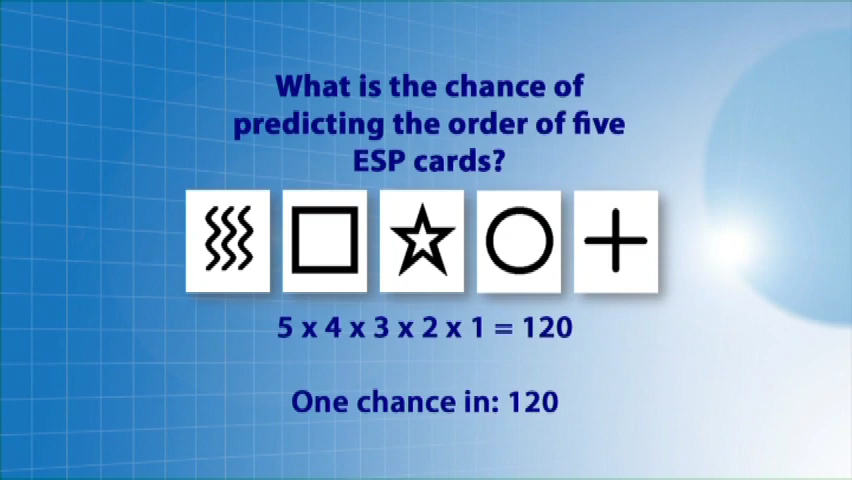 What is the chance of
predicting the order of five
ESP cards?
5 x 4 x 3 x 2 x 1 = 120
One chance in: 120